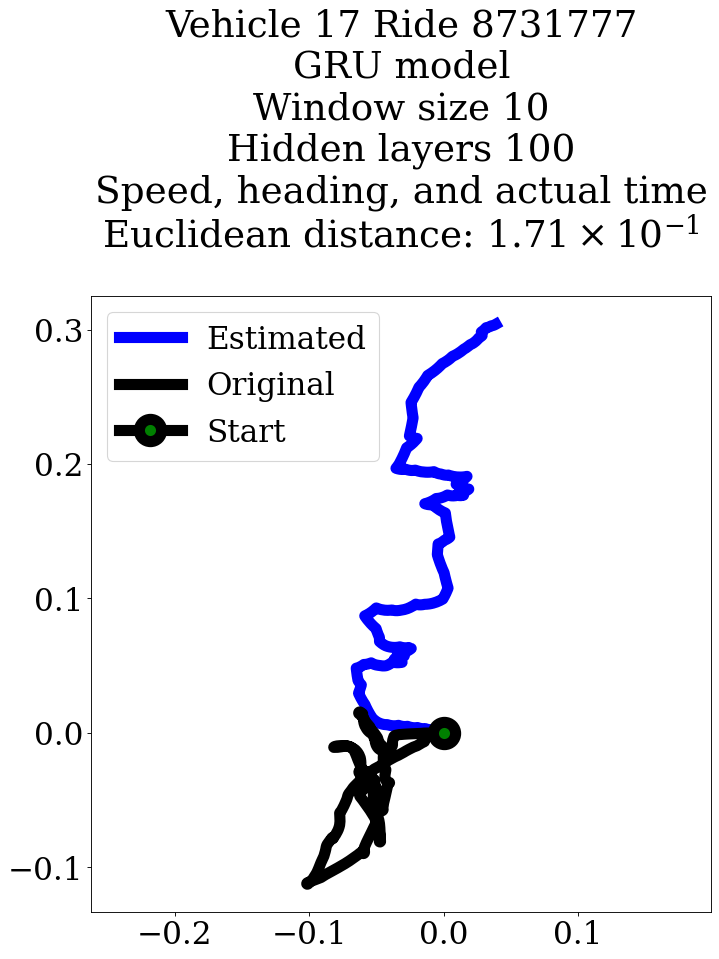 Vehicle 17 Ride 8731777
GRU model
Window size 10
Hidden layers 100
Speed, heading, and actual time
Euclidean distance: 1.71 × 10⁻¹
Estimated
Original
Start
0.3
0.2
0.1
0.0
−0.1
−0.2 −0.1 0.0 0.1